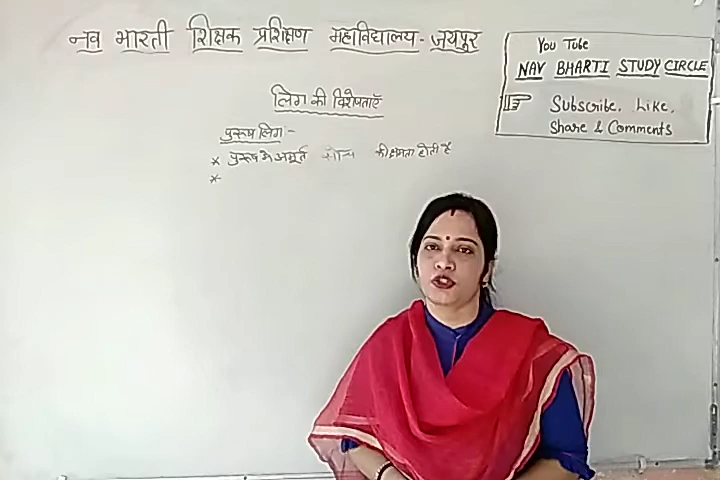 नव भारती शिक्षक प्रशिक्षण महाविद्यालय - जयपुर
You Tube
NAV BHARTI STUDY CIRCLE
Subscribe, Like,
Share & Comments
लिंग की विशेषताएँ
पुरूष लिंग :-
* पुरूष मे अमूर्त सोच की क्षमता होती है
*